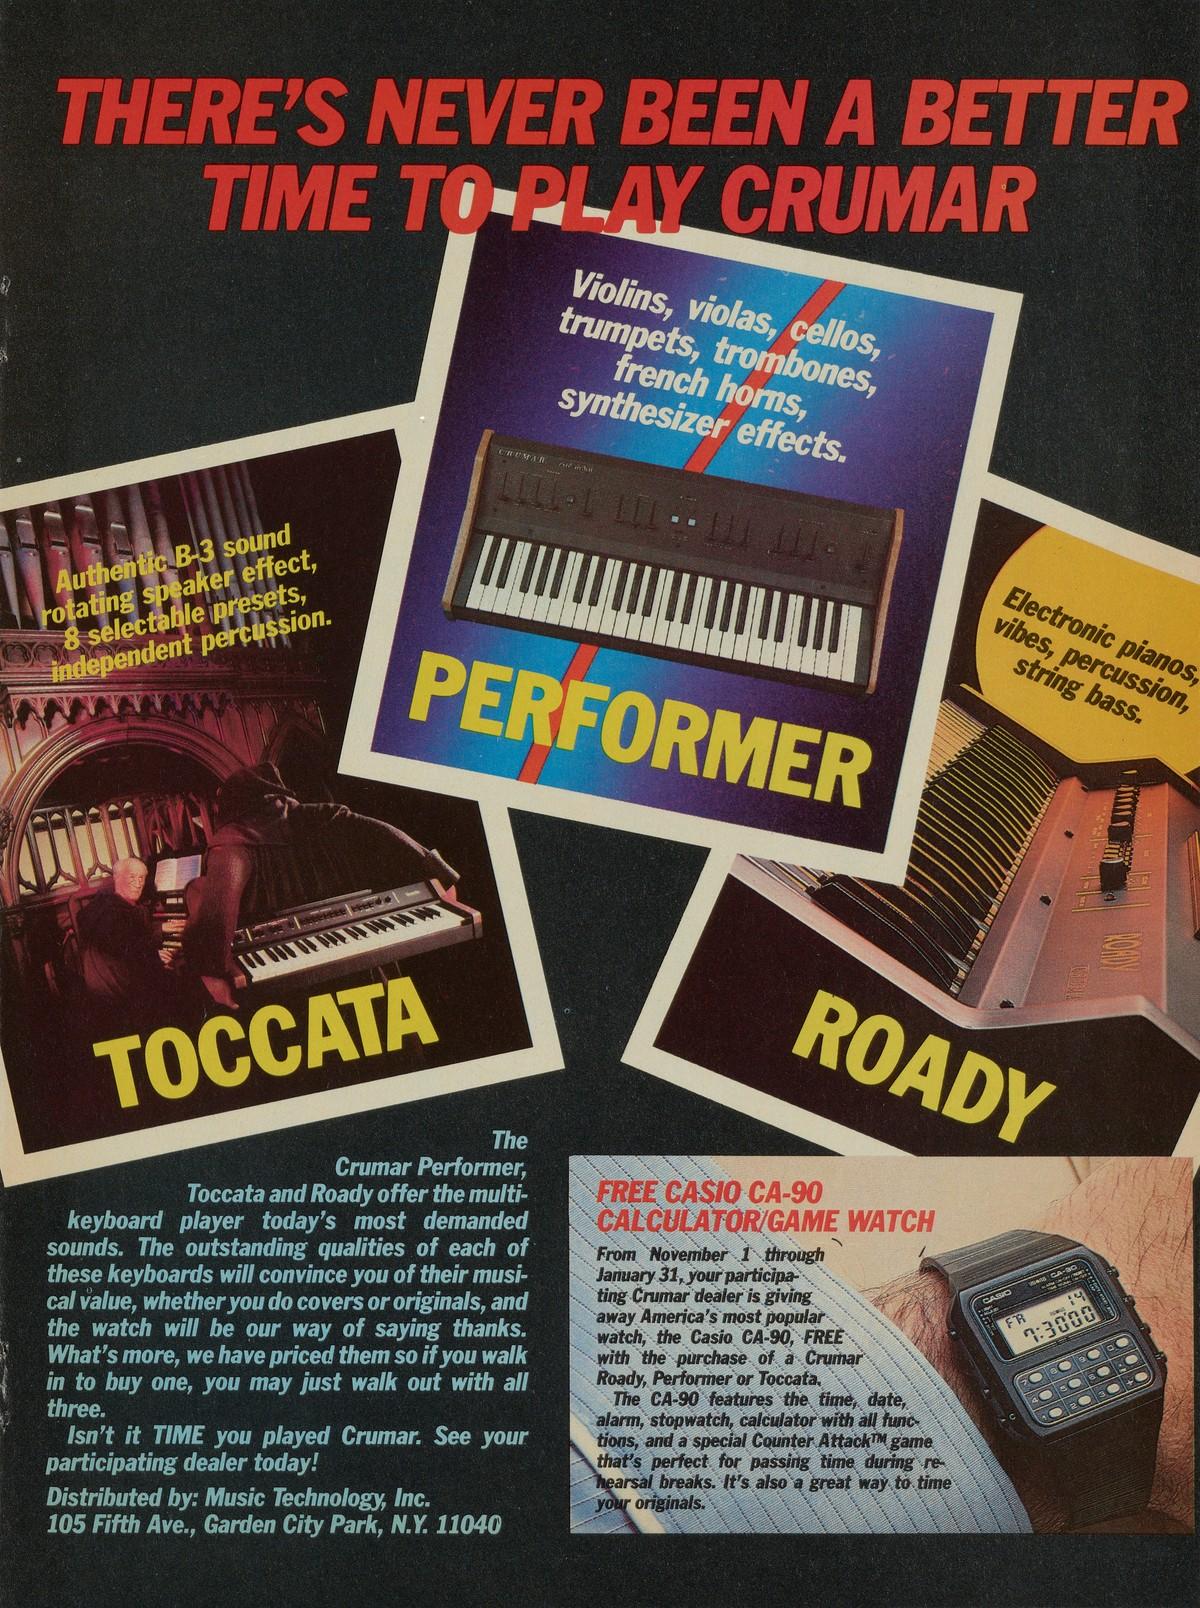 THERE'S NEVER BEEN A BETTER
TIME TO PLAY CRUMAR
Violins, violas, cellos,
trumpets, trombones,
french horns,
synthesizer effects.
CRUMAR
PERFORMER
Authentic B-3 sound
rotating speaker effect,
8 selectable presets,
independent percussion.
TOCCATA
Electronic pianos,
vibes, percussion,
string bass.
ROADY
ROADY
The
Crumar Performer,
Toccata and Roady offer the multi-
keyboard player today's most demanded
sounds. The outstanding qualities of each of
these keyboards will convince you of their musi-
cal value, whether you do covers or originals, and
the watch will be our way of saying thanks.
What's more, we have priced them so if you walk
in to buy one, you may just walk out with all
three.
Isn't it TIME you played Crumar. See your
participating dealer today!
Distributed by: Music Technology, Inc.
105 Fifth Ave., Garden City Park, N.Y. 11040
FREE CASIO CA-90
CALCULATOR/GAME WATCH
From November 1 through
January 31, your participa-
ting Crumar dealer is giving
away America's most popular
watch, the Casio CA-90, FREE
with the purchase of a Crumar
Roady, Performer or Toccata.
The CA-90 features the time, date,
alarm, stopwatch, calculator with all func-
tions, and a special Counter Attack™ game
that's perfect for passing time during re-
hearsal breaks. It's also a great way to time
your originals.
CASIO
CA-90
FR 14
7:3000